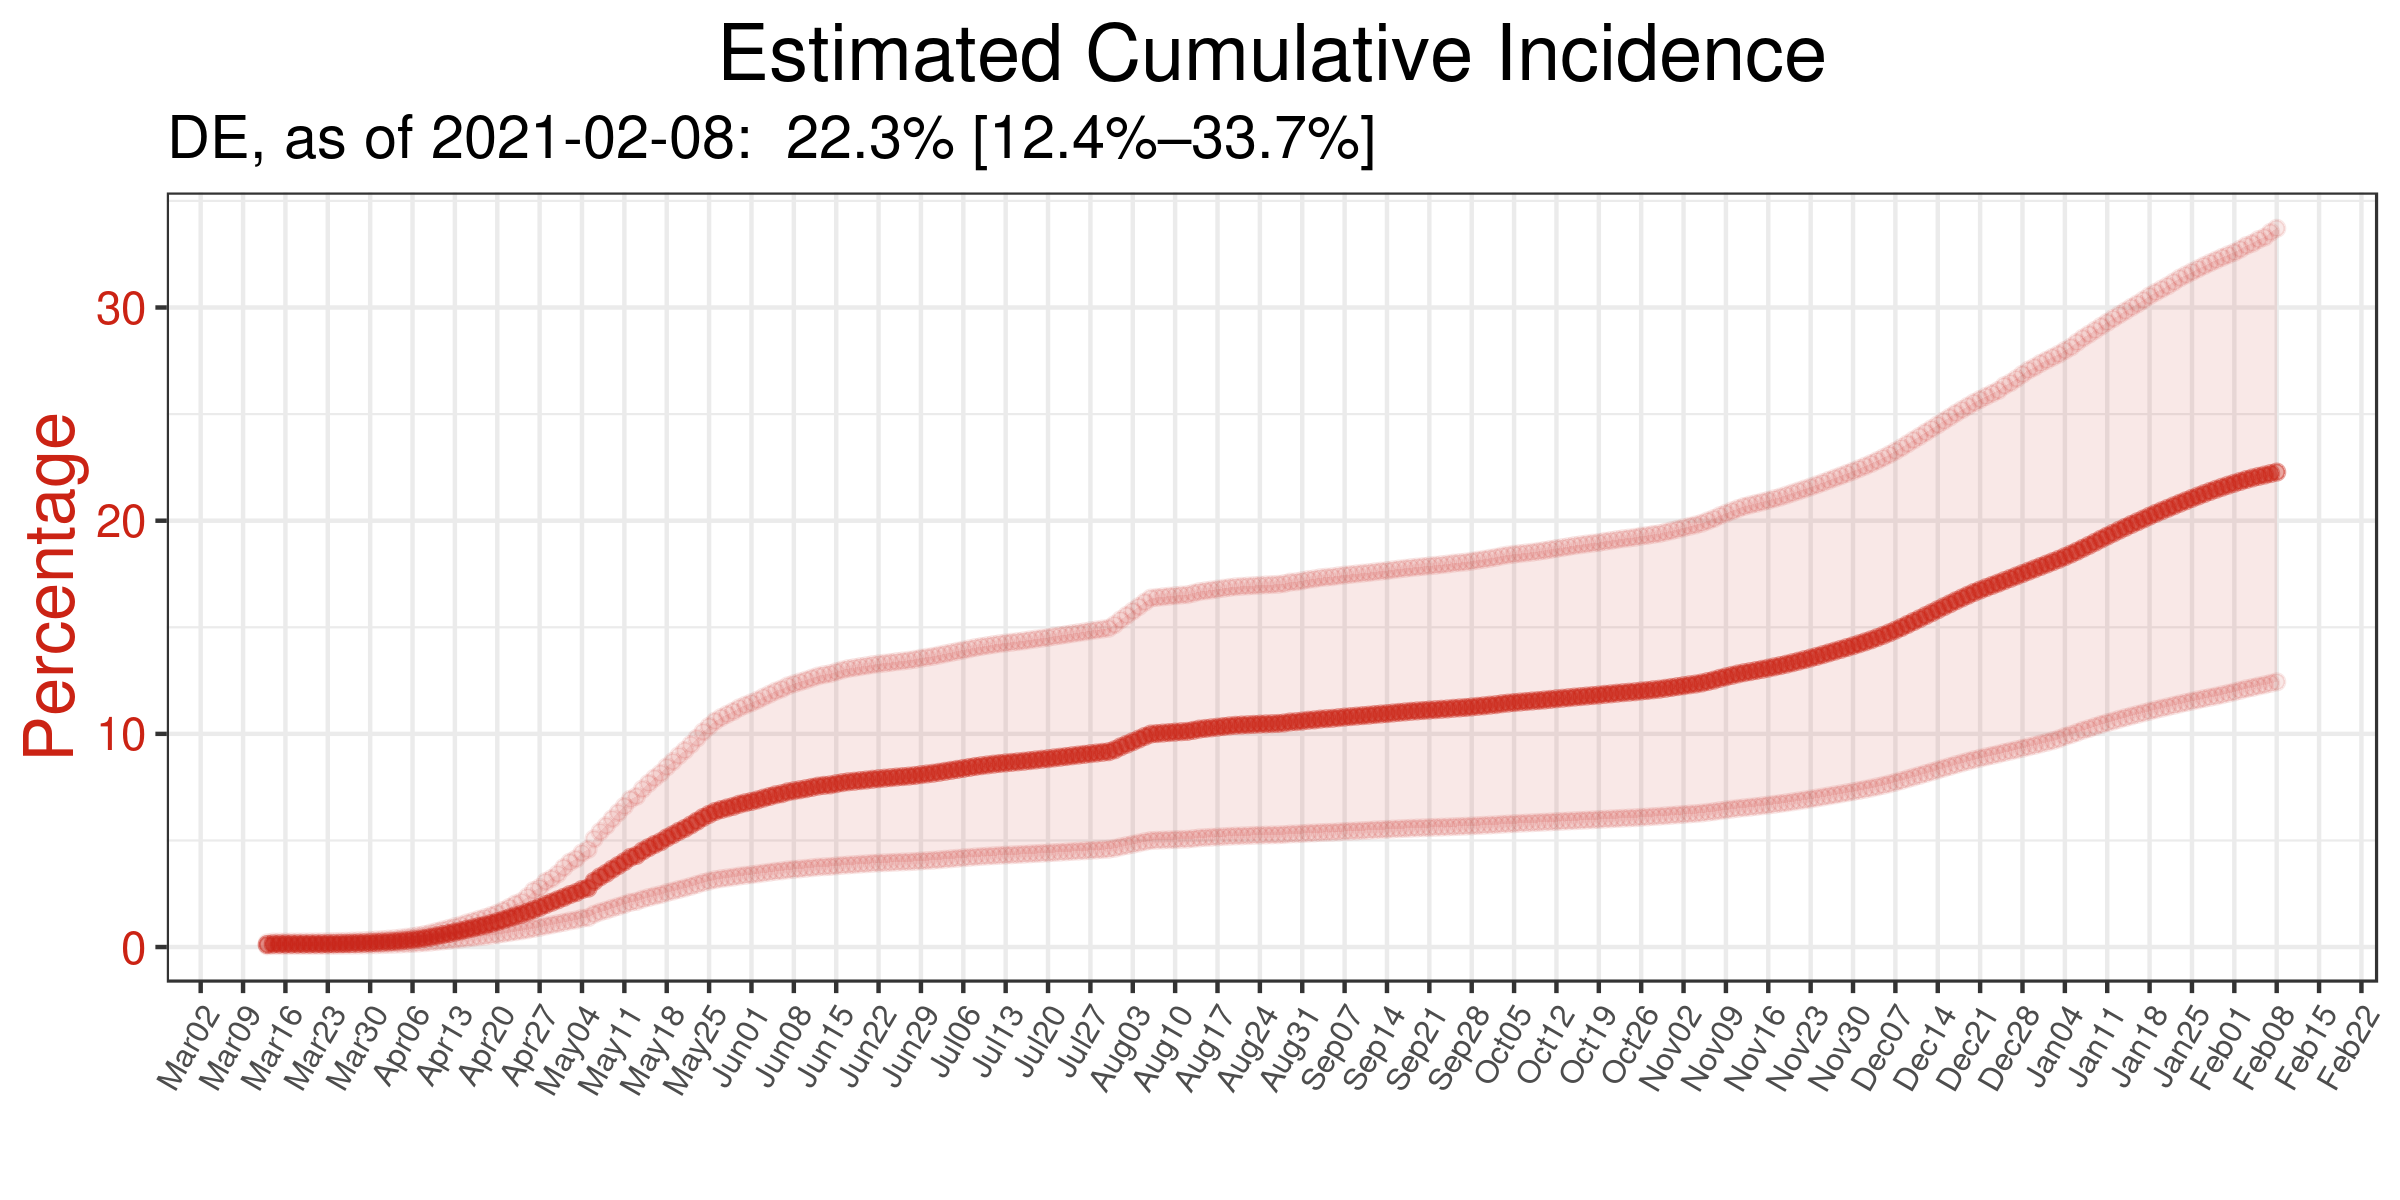 Estimated Cumulative Incidence
DE, as of 2021-02-08:  22.3% [12.4%–33.7%]
Percentage
30
20
10
0
Mar02
Mar09
Mar16
Mar23
Mar30
Apr06
Apr13
Apr20
Apr27
May04
May11
May18
May25
Jun01
Jun08
Jun15
Jun22
Jun29
Jul06
Jul13
Jul20
Jul27
Aug03
Aug10
Aug17
Aug24
Aug31
Sep07
Sep14
Sep21
Sep28
Oct05
Oct12
Oct19
Oct26
Nov02
Nov09
Nov16
Nov23
Nov30
Dec07
Dec14
Dec21
Dec28
Jan04
Jan11
Jan18
Jan25
Feb01
Feb08
Feb15
Feb22